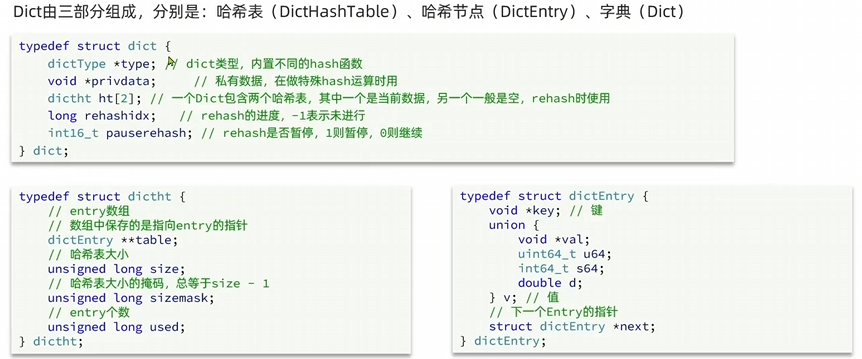 Dict由三部分组成，分别是：哈希表（DictHashTable）、哈希节点（DictEntry）、字典（Dict）
typedef struct dict {
    dictType *type; // dict类型，内置不同的hash函数
    void *privdata;     // 私有数据，在做特殊hash运算时用
    dictht ht[2]; // 一个Dict包含两个哈希表，其中一个是当前数据，另一个一般是空，rehash时使用
    long rehashidx;   // rehash的进度，-1表示未进行
    int16_t pauserehash; // rehash是否暂停，1则暂停，0则继续
} dict;
typedef struct dictht {
    // entry数组
    // 数组中保存的是指向entry的指针
    dictEntry **table;
    // 哈希表大小
    unsigned long size;
    // 哈希表大小的掩码，总等于size - 1
    unsigned long sizemask;
    // entry个数
    unsigned long used;
} dictht;
typedef struct dictEntry {
    void *key; // 键
    union {
        void *val;
        uint64_t u64;
        int64_t s64;
        double d;
    } v; // 值
    // 下一个Entry的指针
    struct dictEntry *next;
} dictEntry;